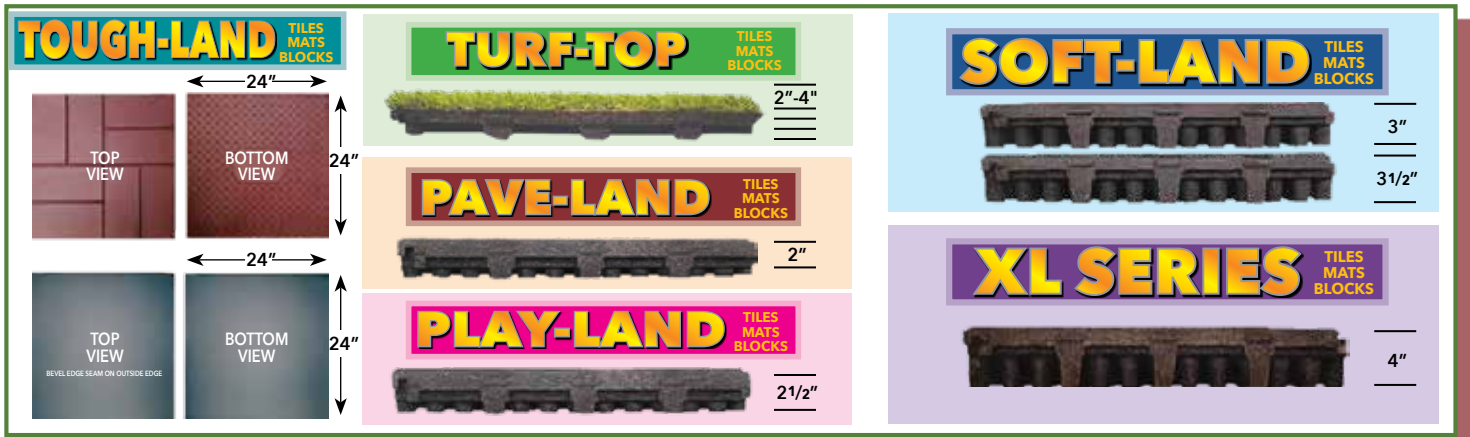 TOUGH-LAND
TILES
MATS
BLOCKS
24"
TOP
VIEW
BOTTOM
VIEW
24"
24"
TOP
VIEW
BEVEL EDGE SEAM ON OUTSIDE EDGE
BOTTOM
VIEW
24"
TURF-TOP
TILES
MATS
BLOCKS
2"-4"
PAVE-LAND
TILES
MATS
BLOCKS
2"
PLAY-LAND
TILES
MATS
BLOCKS
21/2"
SOFT-LAND
TILES
MATS
BLOCKS
3"
31/2"
XL SERIES
TILES
MATS
BLOCKS
4"